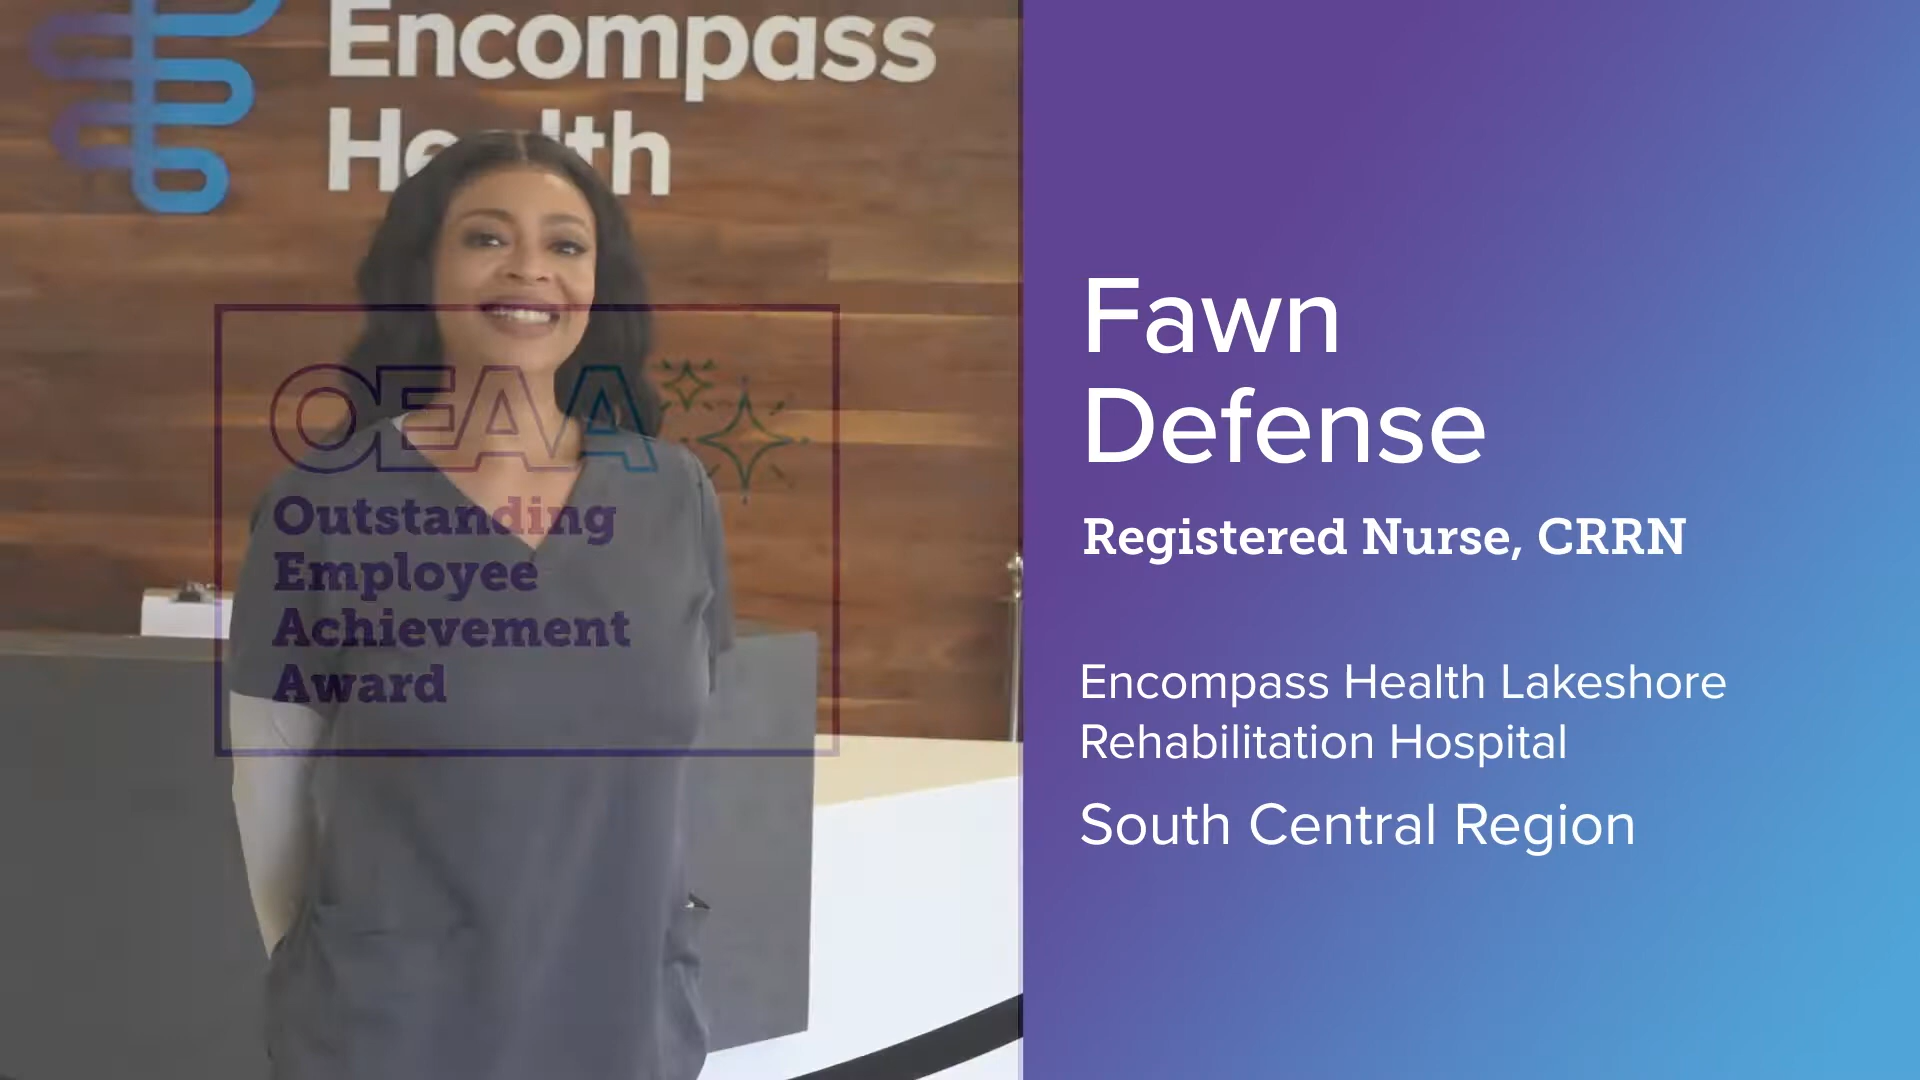 Encompass
Health
OEAA
Outstanding
Employee
Achievement
Award
Fawn
Defense
Registered Nurse, CRRN
Encompass Health Lakeshore
Rehabilitation Hospital
South Central Region